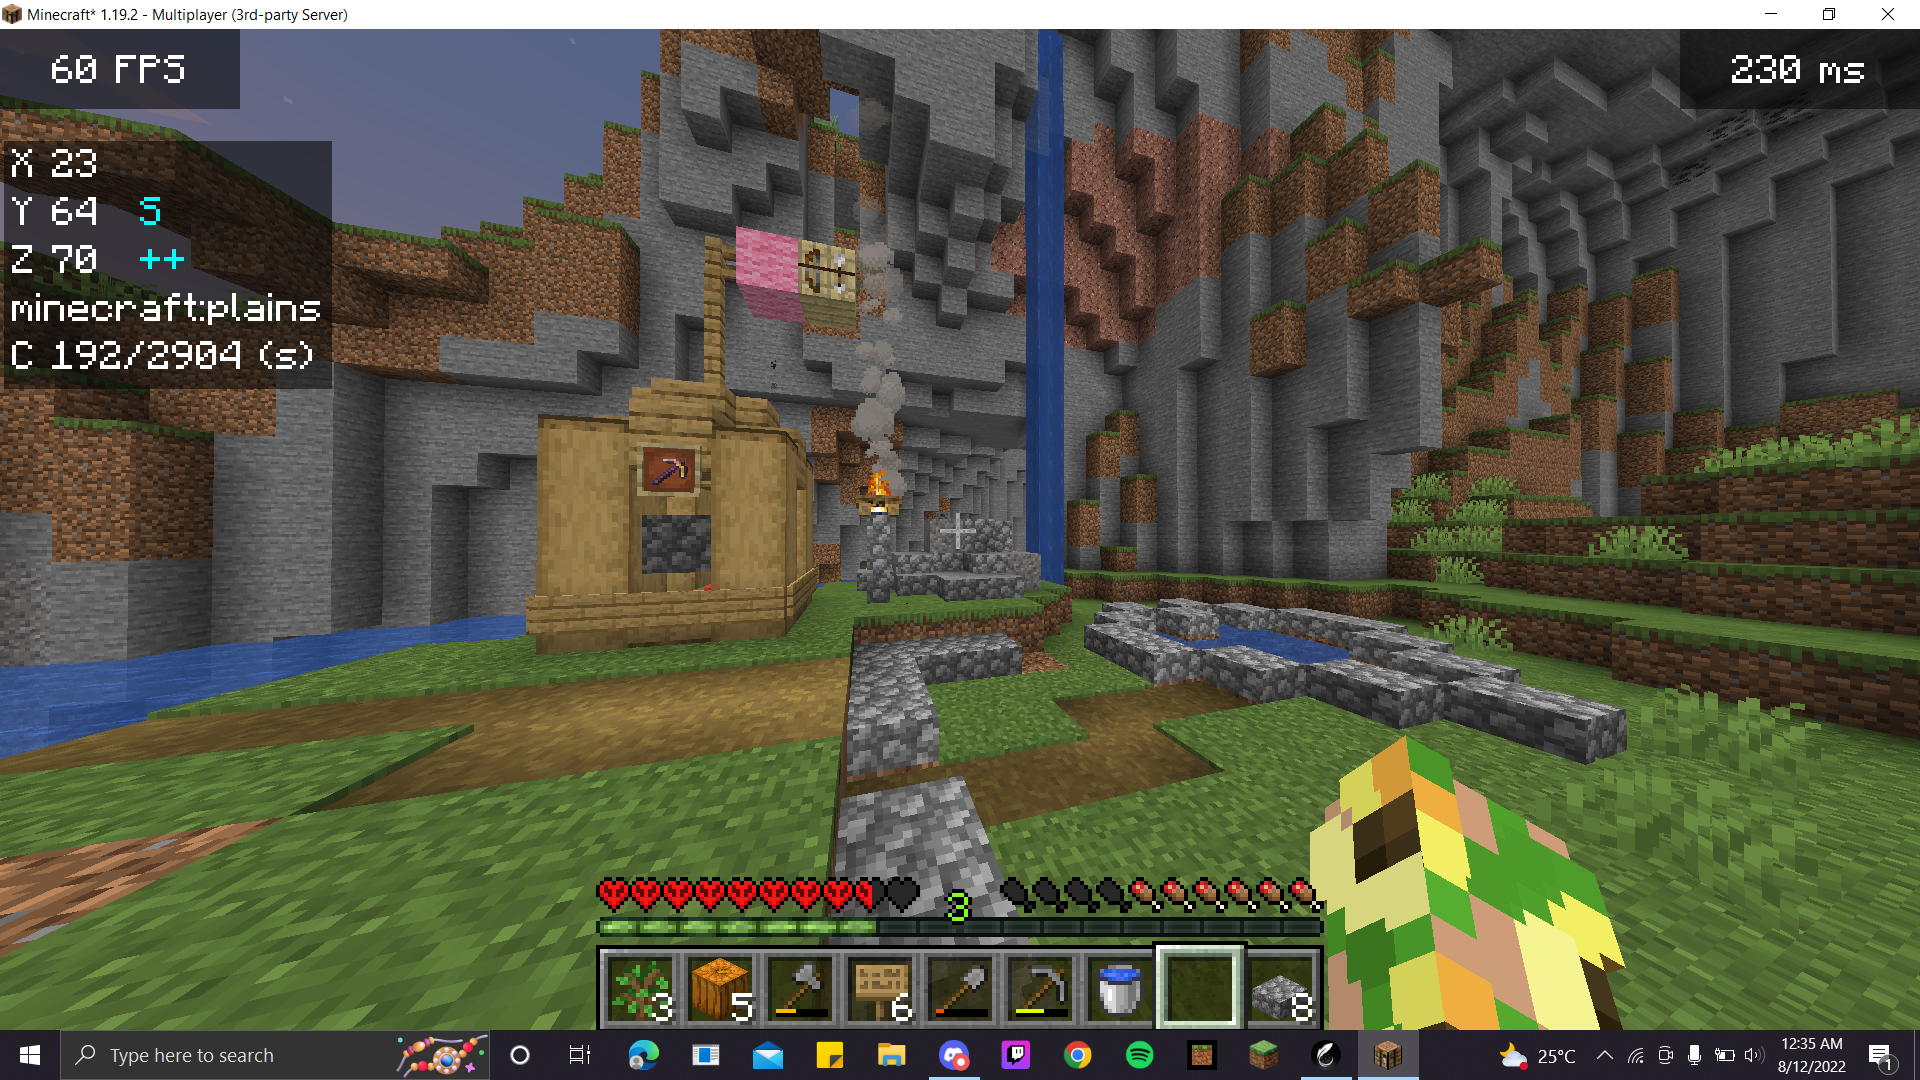 Minecraft* 1.19.2 - Multiplayer (3rd-party Server)
60 FPS
230 ms
X 23
Y 64 S
Z 70 ++
minecraft:plains
C 192/2904 (s)
3
3
5
6
8
Type here to search
25°C
12:35 AM
8/12/2022
1